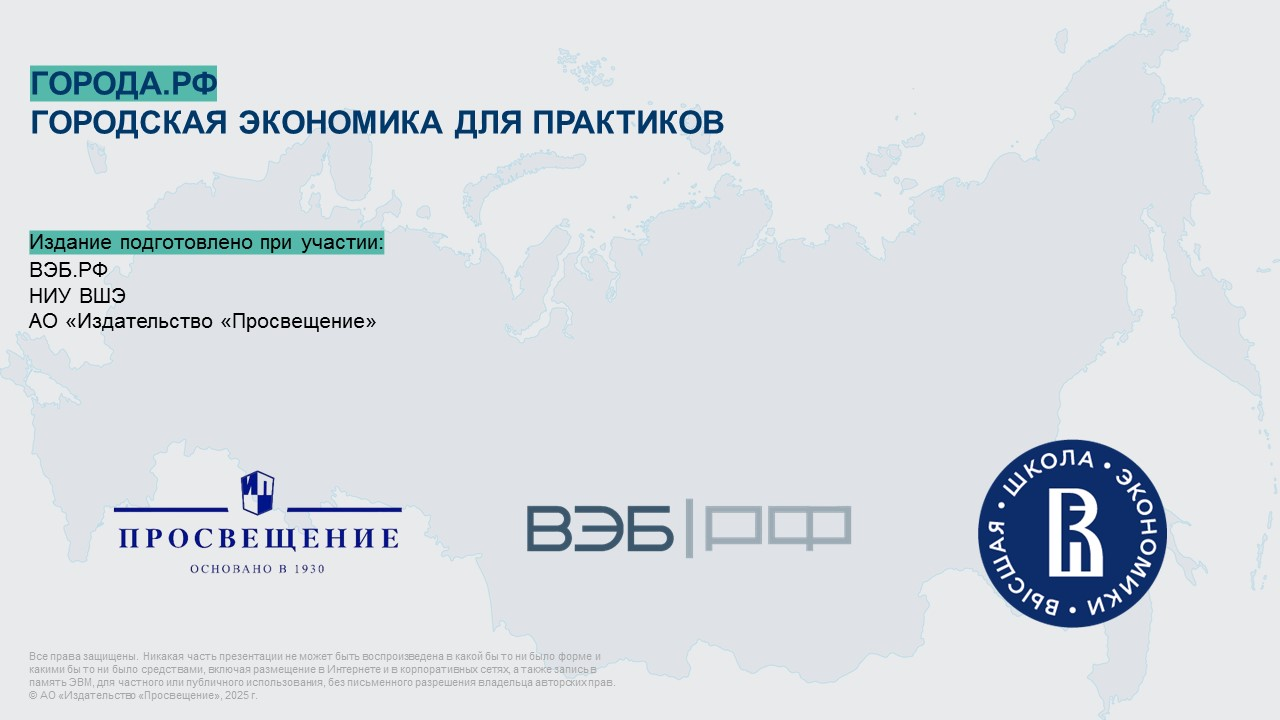 ГОРОДА.РФ
ГОРОДСКАЯ ЭКОНОМИКА ДЛЯ ПРАКТИКОВ
Издание подготовлено при участии:
ВЭБ.РФ
НИУ ВШЭ
АО «Издательство «Просвещение»
ИП
ПРОСВЕЩЕНИЕ
ОСНОВАНО В 1930
ВЭБ|РФ
ВЫСШАЯ • ШКОЛА • ЭКОНОМИКИ •
Все права защищены. Никакая часть презентации не может быть воспроизведена в какой бы то ни было форме и
какими бы то ни было средствами, включая размещение в Интернете и в корпоративных сетях, а также запись в
память ЭВМ, для частного или публичного использования, без письменного разрешения владельца авторских прав.
© АО «Издательство «Просвещение», 2025 г.